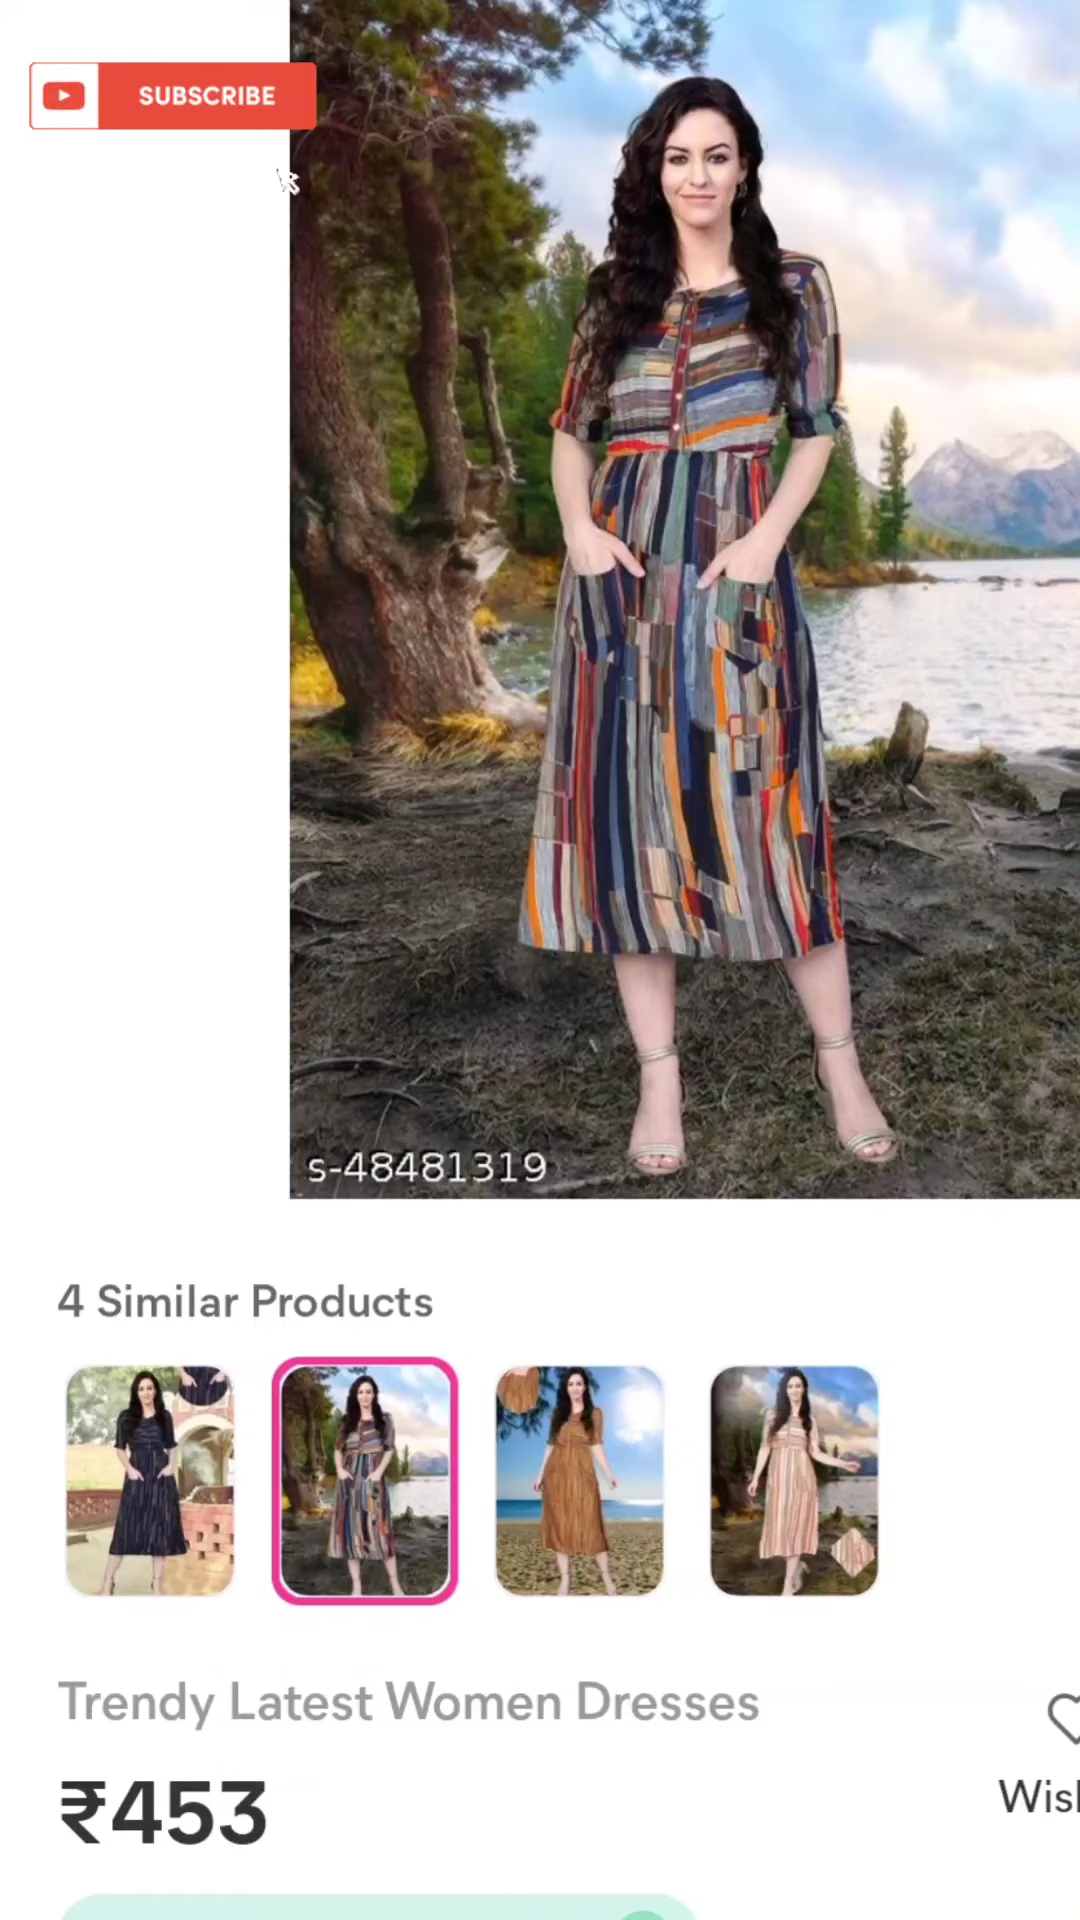 SUBSCRIBE
s-48481319
4 Similar Products
Trendy Latest Women Dresses
₹453